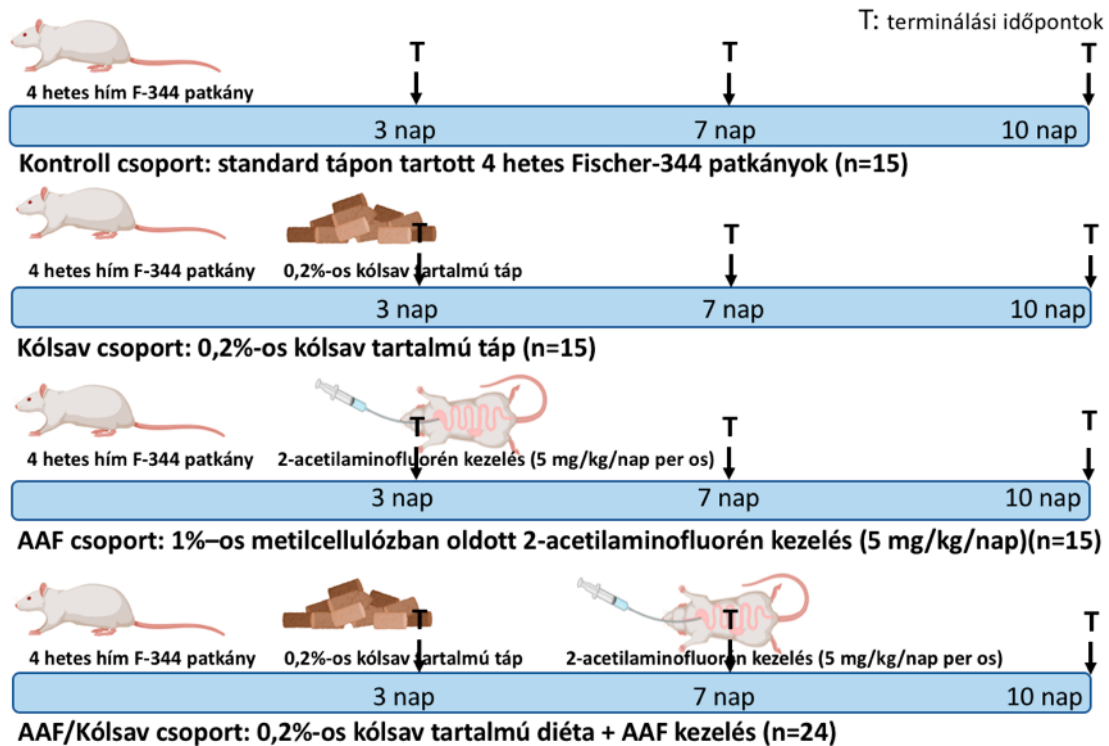 T: terminálási időpontok
T T T
4 hetes hím F-344 patkány
3 nap 7 nap 10 nap
Kontroll csoport: standard tápon tartott 4 hetes Fischer-344 patkányok (n=15)
T T T
4 hetes hím F-344 patkány 0,2%-os kólsav tartalmú táp
3 nap 7 nap 10 nap
Kólsav csoport: 0,2%-os kólsav tartalmú táp (n=15)
T T T
4 hetes hím F-344 patkány 2-acetilaminofluorén kezelés (5 mg/kg/nap per os)
3 nap 7 nap 10 nap
AAF csoport: 1%–os metilcellulózban oldott 2-acetilaminofluorén kezelés (5 mg/kg/nap)(n=15)
T T T
4 hetes hím F-344 patkány 0,2%-os kólsav tartalmú táp 2-acetilaminofluorén kezelés (5 mg/kg/nap per os)
3 nap 7 nap 10 nap
AAF/Kólsav csoport: 0,2%-os kólsav tartalmú diéta + AAF kezelés (n=24)